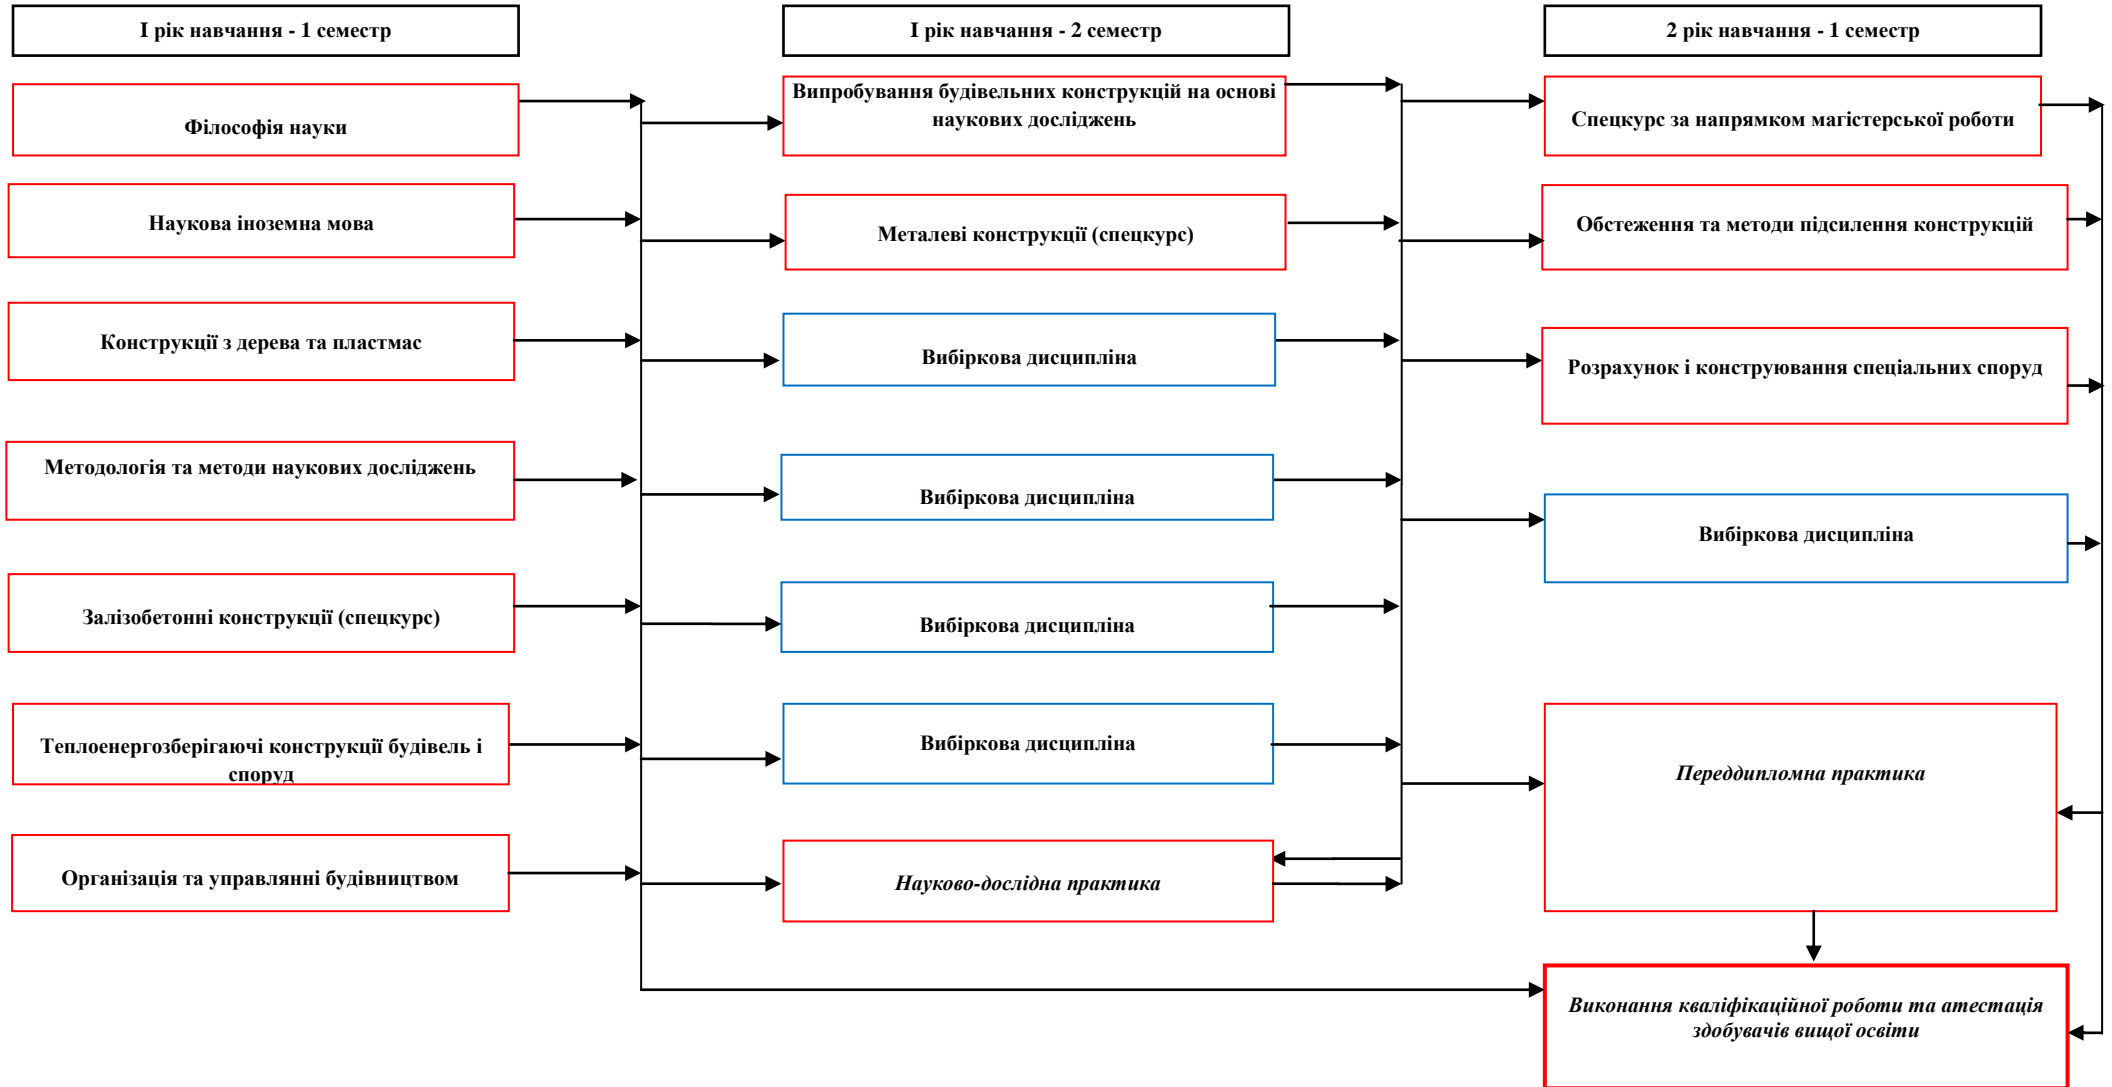 І рік навчання - 1 семестр
І рік навчання - 2 семестр
2 рік навчання - 1 семестр
Філософія науки
Наукова іноземна мова
Конструкції з дерева та пластмас
Методологія та методи наукових досліджень
Залізобетонні конструкції (спецкурс)
Теплоенергозберігаючі конструкції будівель і
споруд
Організація та управлянні будівництвом
Випробування будівельних конструкцій на основі
наукових досліджень
Металеві конструкції (спецкурс)
Вибіркова дисципліна
Вибіркова дисципліна
Вибіркова дисципліна
Вибіркова дисципліна
Науково-дослідна практика
Спецкурс за напрямком магістерської роботи
Обстеження та методи підсилення конструкцій
Розрахунок і конструювання спеціальних споруд
Вибіркова дисципліна
Переддипломна практика
Виконання кваліфікаційної роботи та атестація
здобувачів вищої освіти